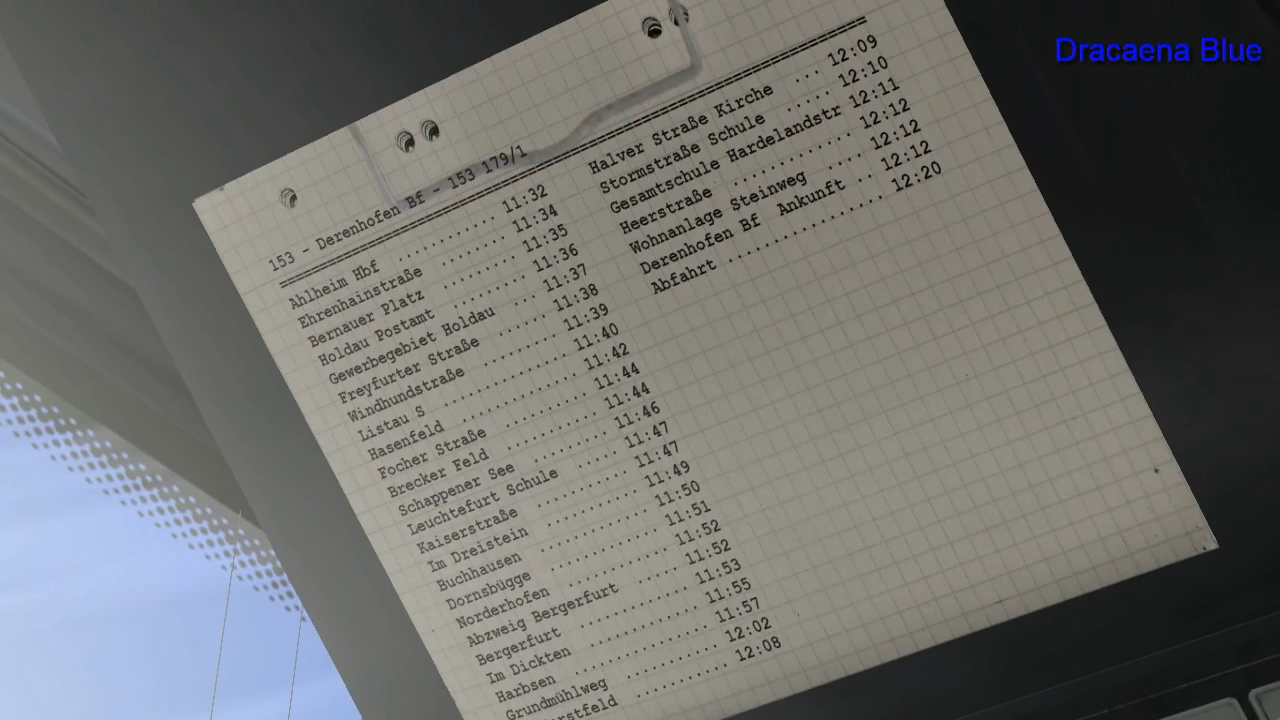 Dracaena Blue
153 - Derenhofen Bf - 153 179/1
Ahlheim Hbf .......... 11:32
Ehrenhainstraße ....... 11:34
Bernauer Platz ........ 11:35
Holdau Postamt ........ 11:36
Gewerbegebiet Holdau .. 11:37
Freyfurter Straße ..... 11:38
Windhundstraße ........ 11:39
Listau S .............. 11:40
Hasenfeld ............. 11:42
Focher Straße ......... 11:44
Brecker Feld .......... 11:44
Schappener See ........ 11:46
Leuchtefurt Schule .... 11:47
Kaiserstraße .......... 11:47
Im Dreistein .......... 11:49
Buchhausen ............ 11:50
Dornsbügge ............ 11:51
Norderhofen ........... 11:52
Abzweig Bergerfurt .... 11:52
Bergerfurt ............ 11:53
Im Dickten ............ 11:55
Harbsen ............... 11:57
Grundmühlweg .......... 12:02
.......... 12:08
Halver Straße Kirche ... 12:09
Stormstraße Schule ..... 12:10
Gesamtschule Hardelandstr 12:11
Heerstraße ............. 12:12
Wohnanlage Steinweg .... 12:12
Derenhofen Bf Ankunft .. 12:12
Abfahrt ................ 12:20